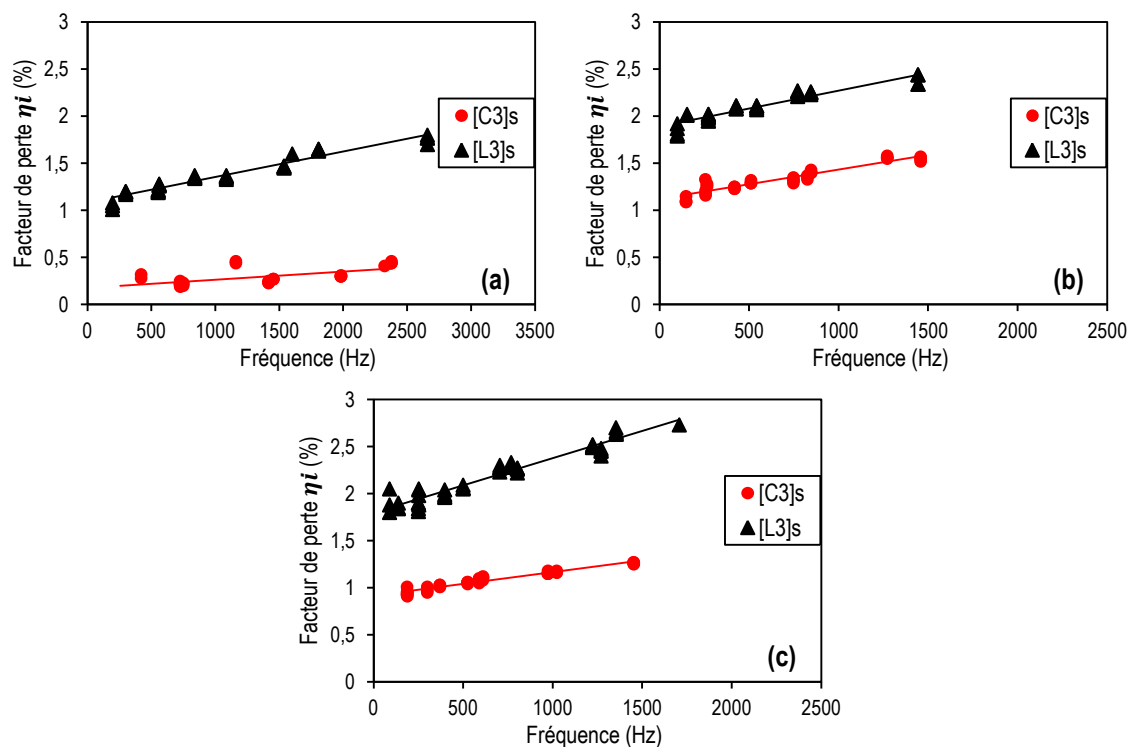 3
2,5
2
1,5
1
0,5
0
0 500 1000 1500 2000 2500 3000 3500
Facteur de perte ηi (%)
Fréquence (Hz)
[C3]s
[L3]s
(a)
3
2,5
2
1,5
1
0,5
0
0 500 1000 1500 2000 2500
Facteur de perte ηi (%)
Fréquence (Hz)
[C3]s
[L3]s
(b)
3
2,5
2
1,5
1
0,5
0
0 500 1000 1500 2000 2500
Facteur de perte ηi (%)
Fréquence (Hz)
[C3]s
[L3]s
(c)